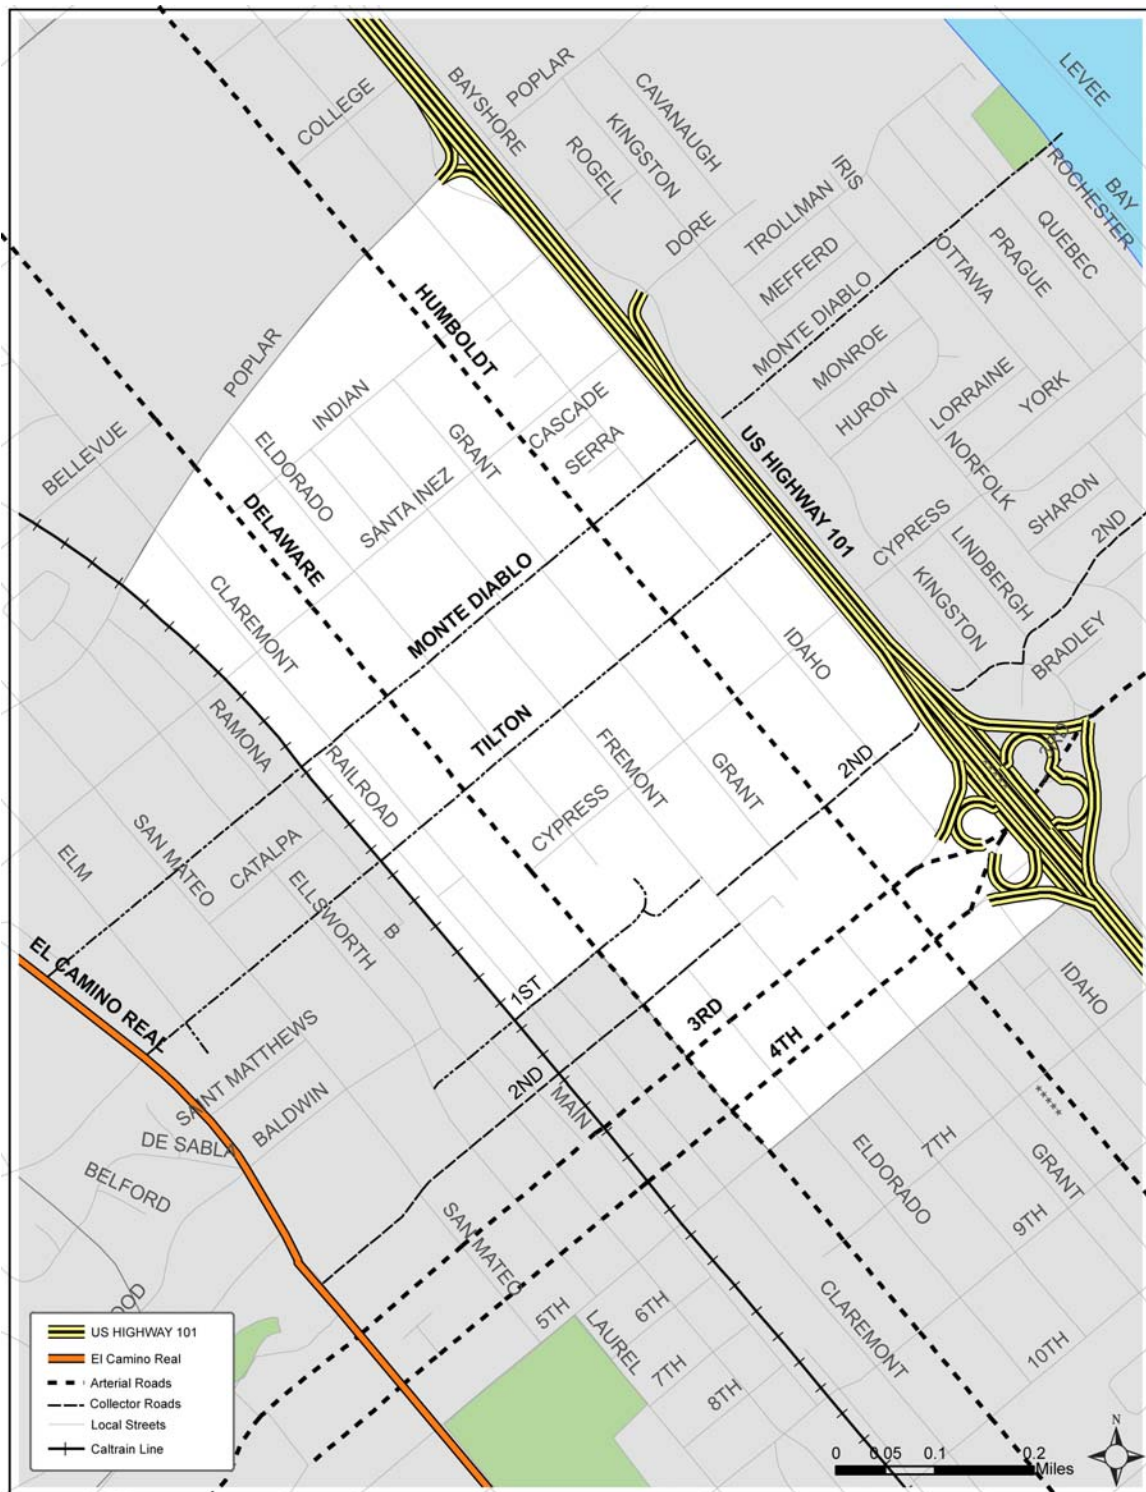 LEVEE
POPLAR
CAVANAUGH
COLLEGE
BAYSHORE
KINGSTON
ROGELL
IRIS
ROCHESTER
BAY
TROLLMAN
DORE
QUEBEC
PRAGUE
OTTAWA
MEFFERD
MONTE DIABLO
HUMBOLDT
MONROE
POPLAR
LORRAINE
YORK
HURON
INDIAN
CASCADE
GRANT
ELDORADO
SERRA
US HIGHWAY 101
NORFOLK
BELLEVUE
SANTA INEZ
SHARON
2ND
CYPRESS
LINDBERGH
DELAWARE
MONTE DIABLO
KINGSTON
CLAREMONT
IDAHO
BRADLEY
RAMONA
TILTON
3RD
3RD
RAILROAD
FREMONT
GRANT
2ND
CYPRESS
SAN MATEO
CATALPA
ELM
ELLSWORTH
B
EL CAMINO REAL
1ST
IDAHO
3RD
4TH
SAINT MATTHEWS
2ND
MAIN
BALDWIN
DE SABLA
*****
BELFORD
7TH
ELDORADO
GRANT
9TH
SAN MATEO
CLAREMONT
OOD
5TH
6TH
LAUREL
7TH
8TH
10TH
US HIGHWAY 101
El Camino Real
Arterial Roads
Collector Roads
Local Streets
Caltrain Line
N
0 0.05 0.1 0.2
Miles